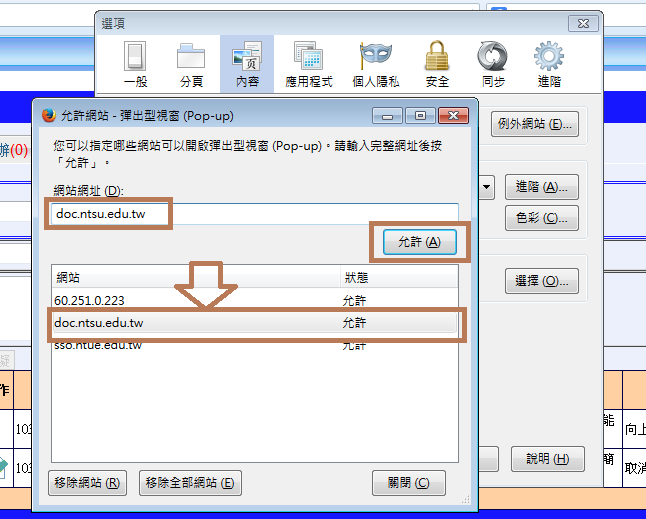 選項
一般 分頁 內容 應用程式 個人隱私 安全 同步 進階
允許網站 - 彈出型視窗 (Pop-up)
例外網站 (E)...
您可以指定哪些網站可以開啟彈出型視窗 (Pop-up)。請輸入完整網址後按
「允許」。
辦(0)
網站網址 (D):
進階 (A)...
doc.ntsu.edu.tw
色彩 (C)...
允許 (A)
網站 狀態
選擇 (O)...
60.251.0.223 允許
doc.ntsu.edu.tw 允許
sso.ntue.edu.tw 允許
疑
作
能
103
向上
簡
103
取消
移除網站 (R) 移除全部網站 (E) 關閉 (C)
說明 (H)